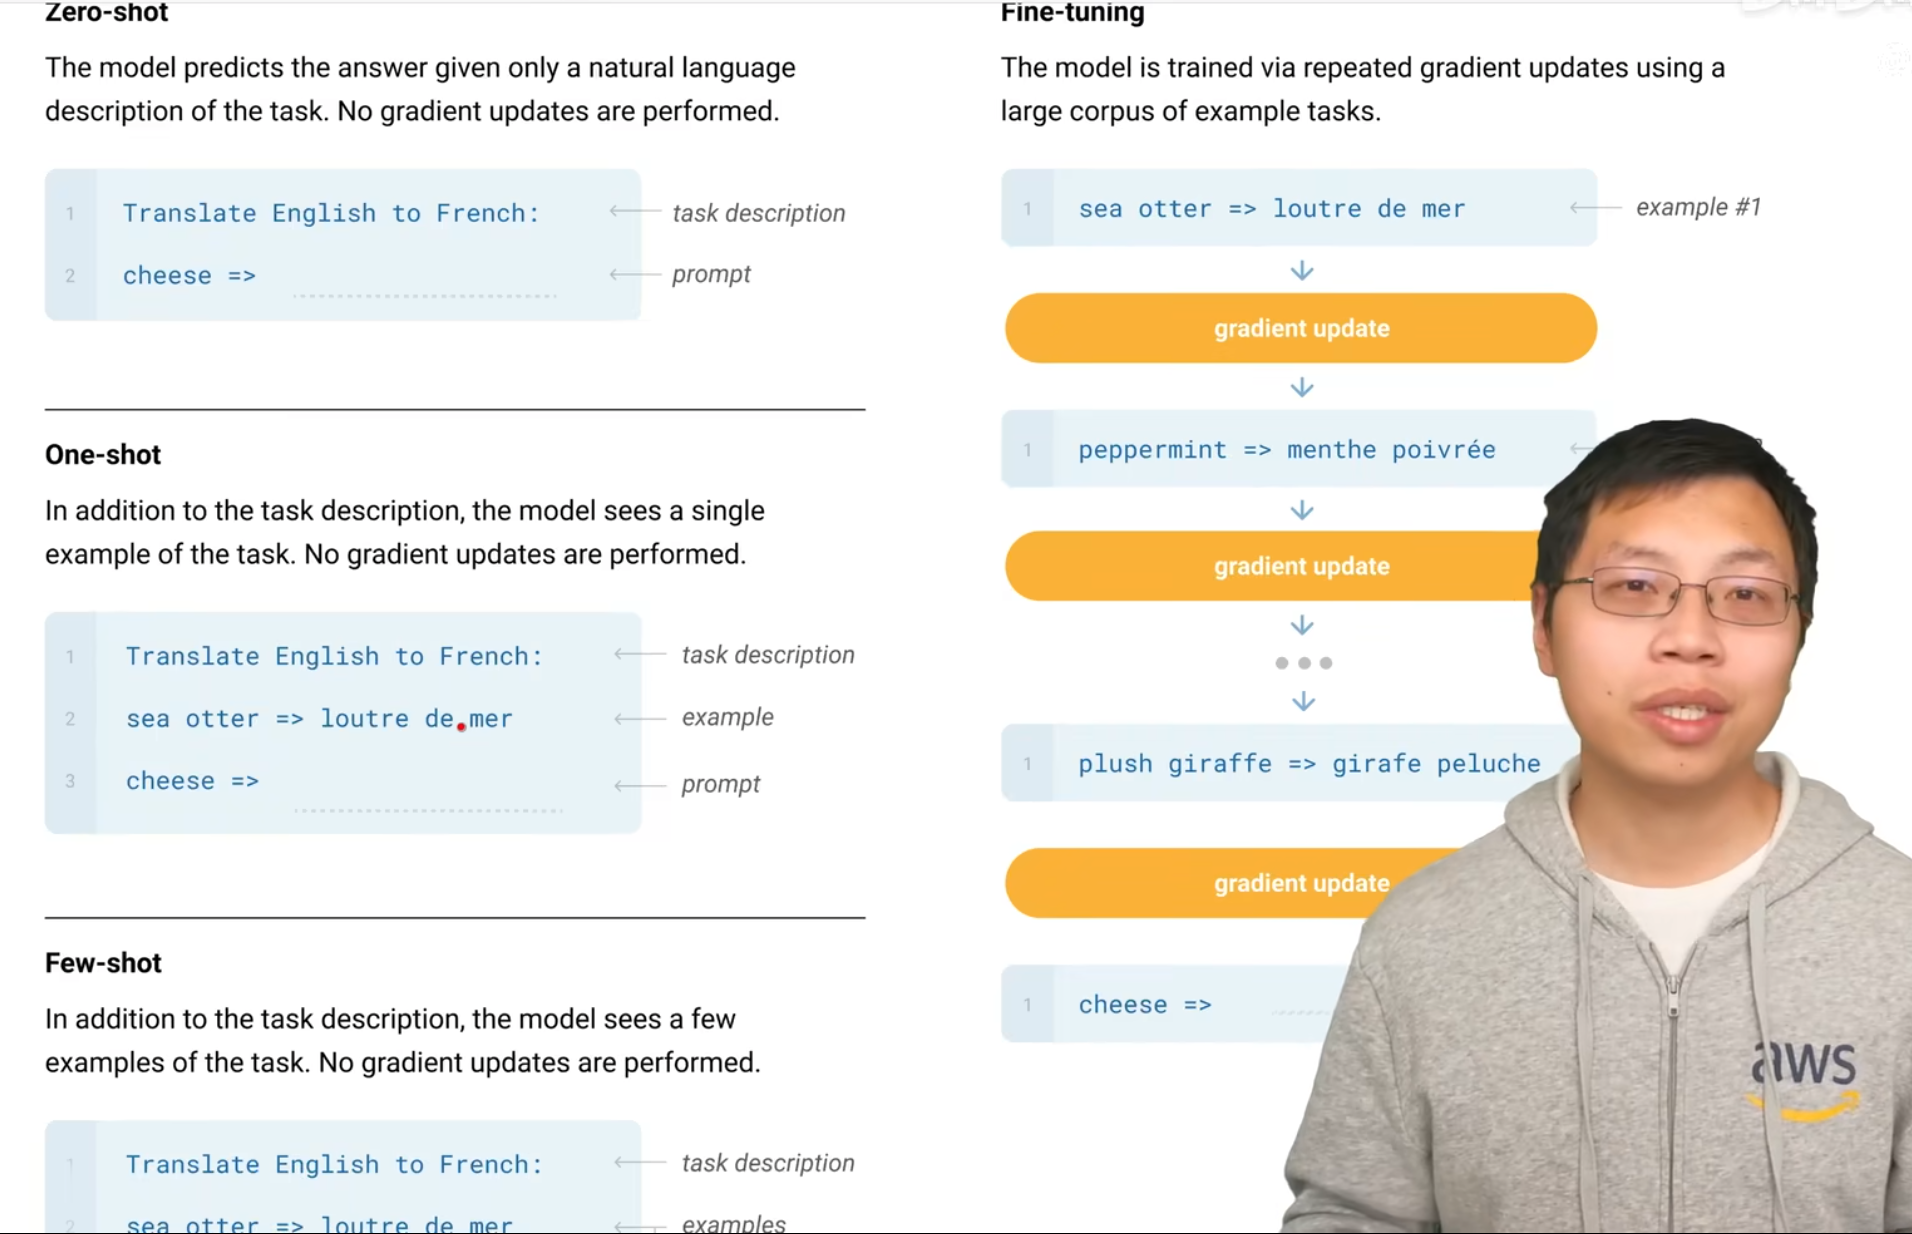 Zero-shot
The model predicts the answer given only a natural language
description of the task. No gradient updates are performed.
1 Translate English to French: task description
2 cheese => prompt
One-shot
In addition to the task description, the model sees a single
example of the task. No gradient updates are performed.
1 Translate English to French: task description
2 sea otter => loutre de mer example
3 cheese => prompt
Few-shot
In addition to the task description, the model sees a few
examples of the task. No gradient updates are performed.
1 Translate English to French: task description
2 sea otter => loutre de mer examples
Fine-tuning
The model is trained via repeated gradient updates using a
large corpus of example tasks.
1 sea otter => loutre de mer example #1
gradient update
1 peppermint => menthe poivrée
gradient update
1 plush giraffe => girafe peluche
gradient update
1 cheese =>
aws